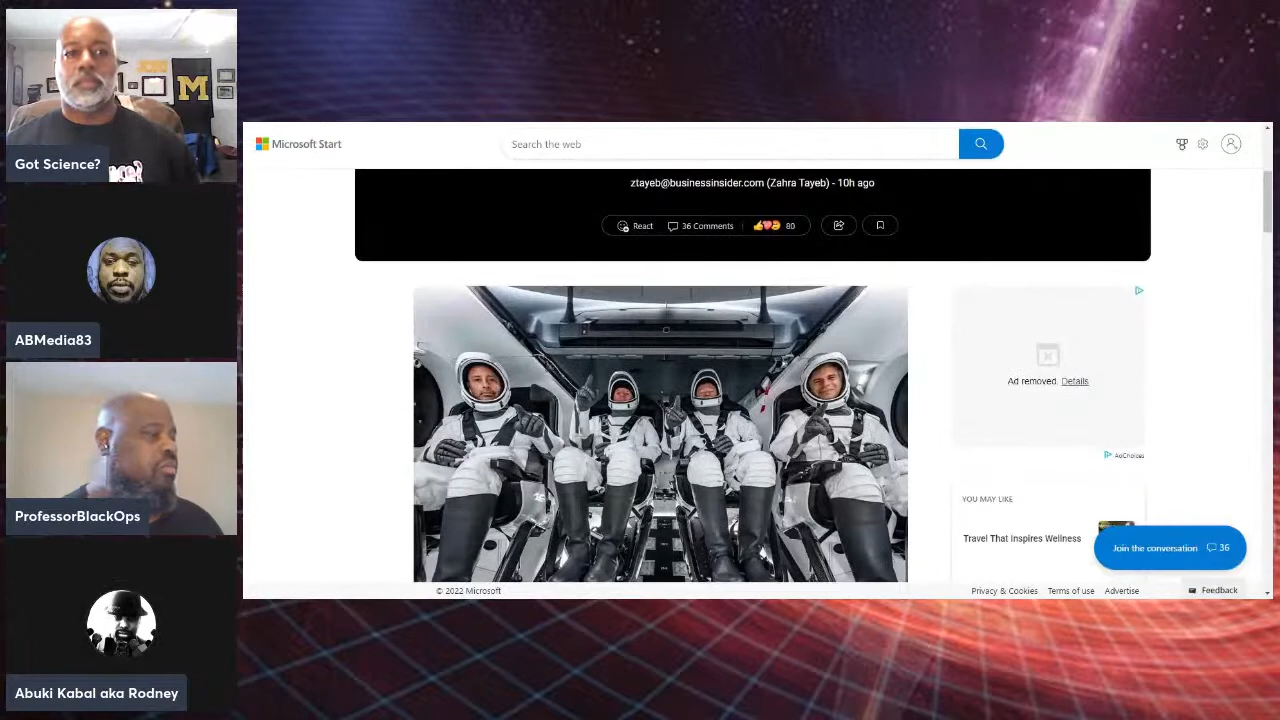 M
Got Science?
ABMedia83
ProfessorBlackOps
Abuki Kabal aka Rodney
Microsoft Start
Search the web
ztayeb@businessinsider.com (Zahra Tayeb) - 10h ago
React
36 Comments
80
Ad removed. Details
AdChoices
YOU MAY LIKE
Travel That Inspires Wellness
Join the conversation 36
© 2022 Microsoft
Privacy & Cookies
Terms of use
Advertise
Feedback